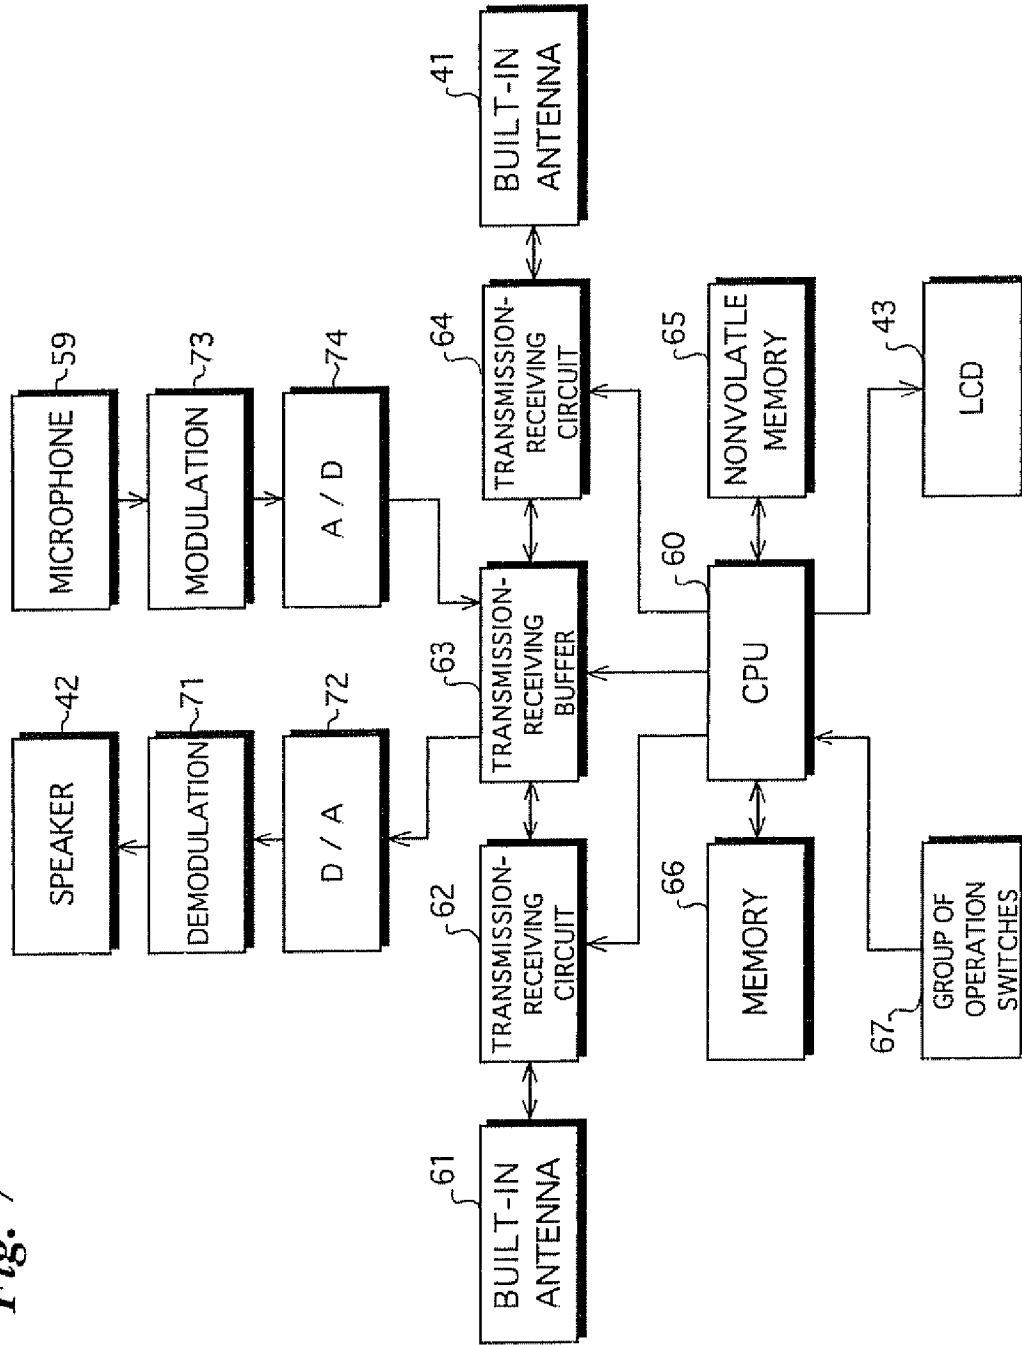 Fig. 7
SPEAKER
42
MICROPHONE
59
DEMODULATION
71
MODULATION
73
D / A
72
A / D
74
61
BUILT-IN
ANTENNA
62
TRANSMISSION-
RECEIVING
CIRCUIT
63
TRANSMISSION-
RECEIVING
BUFFER
64
TRANSMISSION-
RECEIVING
CIRCUIT
41
BUILT-IN
ANTENNA
66
MEMORY
60
CPU
65
NONVOLATLE
MEMORY
67
GROUP OF
OPERATION
SWITCHES
43
LCD